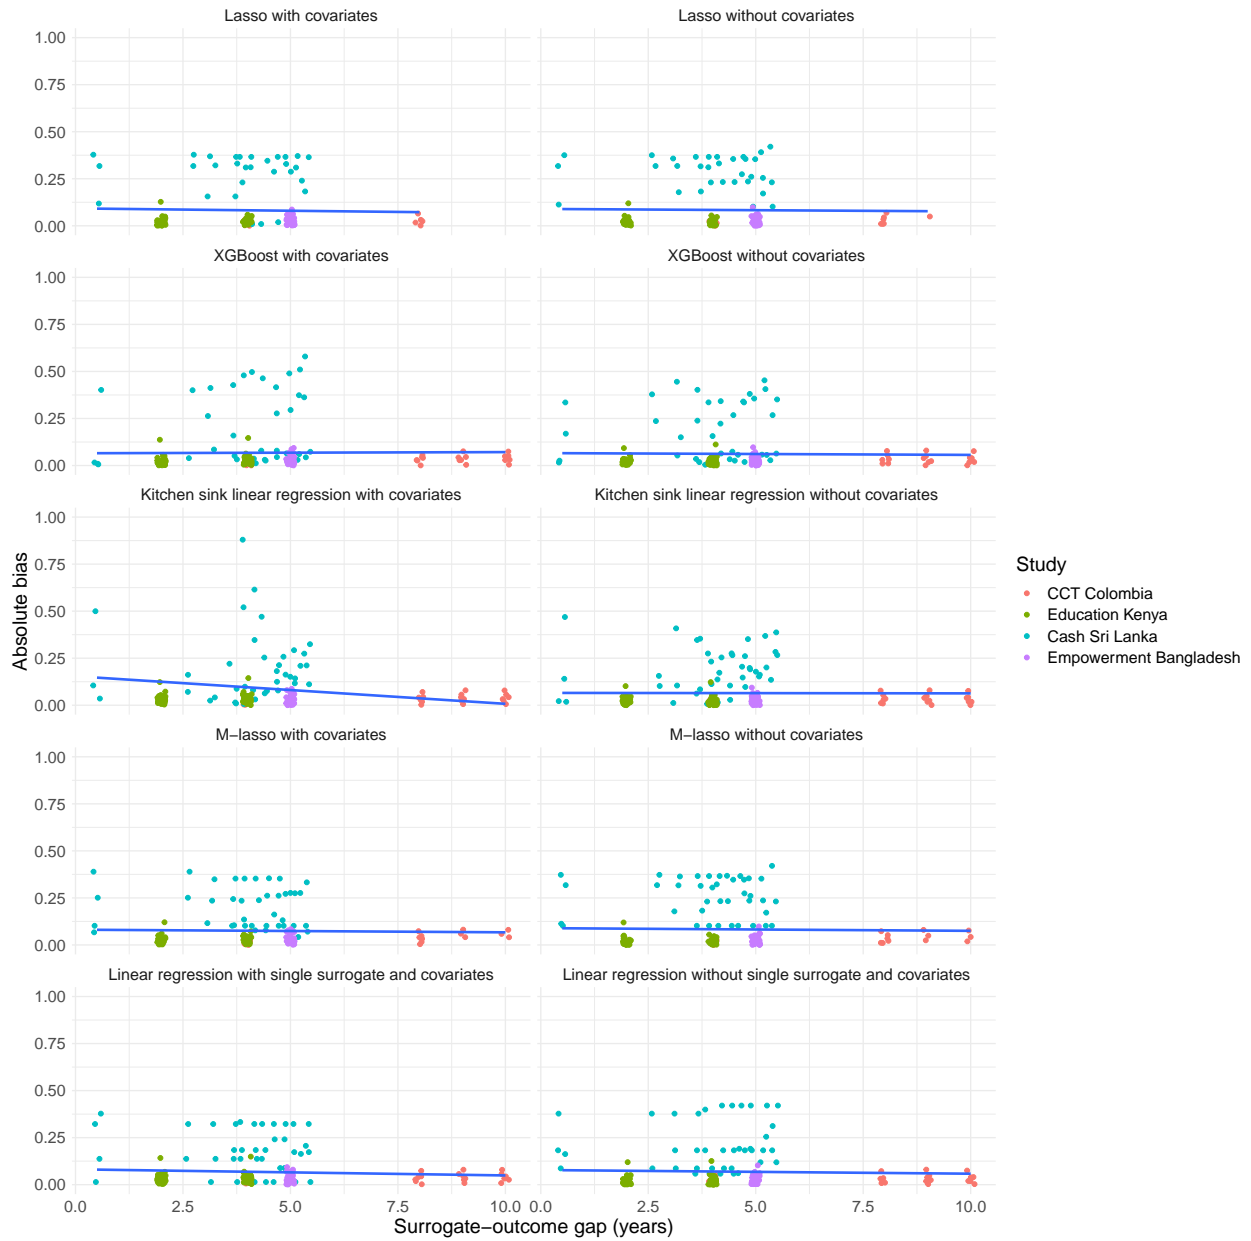 Lasso with covariates
Lasso without covariates
1.00
0.75
0.50
0.25
0.00
XGBoost with covariates
XGBoost without covariates
1.00
0.75
0.50
0.25
0.00
Kitchen sink linear regression with covariates
Kitchen sink linear regression without covariates
1.00
0.75
0.50
0.25
0.00
Absolute bias
M−lasso with covariates
M−lasso without covariates
1.00
0.75
0.50
0.25
0.00
Linear regression with single surrogate and covariates
Linear regression without single surrogate and covariates
1.00
0.75
0.50
0.25
0.00
0.0 2.5 5.0 7.5 10.0
0.0 2.5 5.0 7.5 10.0
Surrogate−outcome gap (years)
Study
CCT Colombia
Education Kenya
Cash Sri Lanka
Empowerment Bangladesh